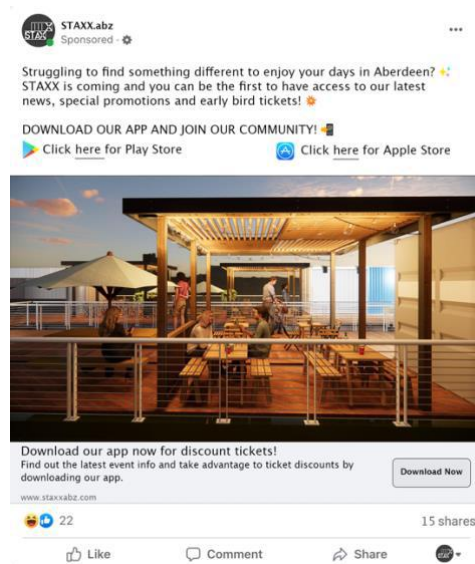 STAXX
STAXX.abz
Sponsored ·
Struggling to find something different to enjoy your days in Aberdeen?
STAXX is coming and you can be the first to have access to our latest
news, special promotions and early bird tickets!
DOWNLOAD OUR APP AND JOIN OUR COMMUNITY!
Click here for Play Store
Click here for Apple Store
Download our app now for discount tickets!
Find out the latest event info and take advantage to ticket discounts by
downloading our app.
Download Now
www.staxxabz.com
22
15 shares
Like
Comment
Share